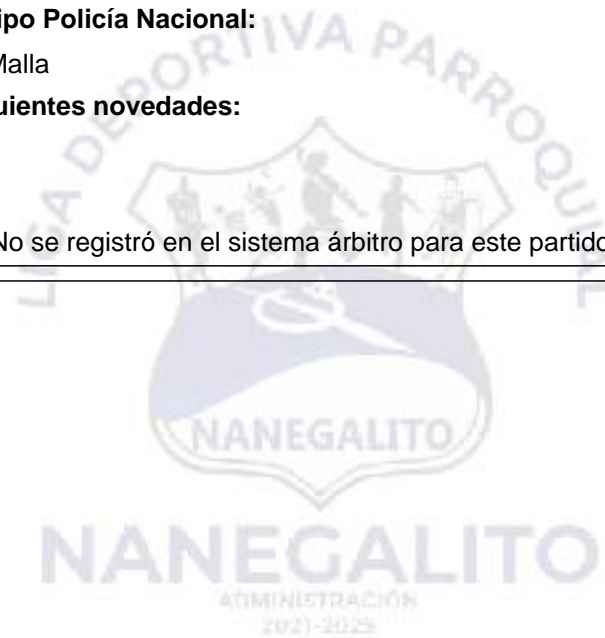 ipo Policía Nacional:
Malla
uientes novedades:
LIGA DEPORTIVA PARROQUIAL
No se registró en el sistema árbitro para este partido
NANEGALITO
NANEGALITO
ADMINISTRACIÓN
2021-2025